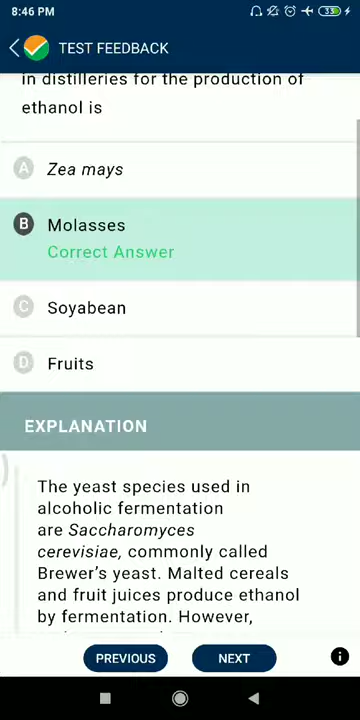 8:46 PM
33
TEST FEEDBACK
in distilleries for the production of
ethanol is
A Zea mays
B Molasses
Correct Answer
C Soyabean
D Fruits
EXPLANATION
The yeast species used in
alcoholic fermentation
are Saccharomyces
cerevisiae, commonly called
Brewer's yeast. Malted cereals
and fruit juices produce ethanol
by fermentation. However,
PREVIOUS
NEXT